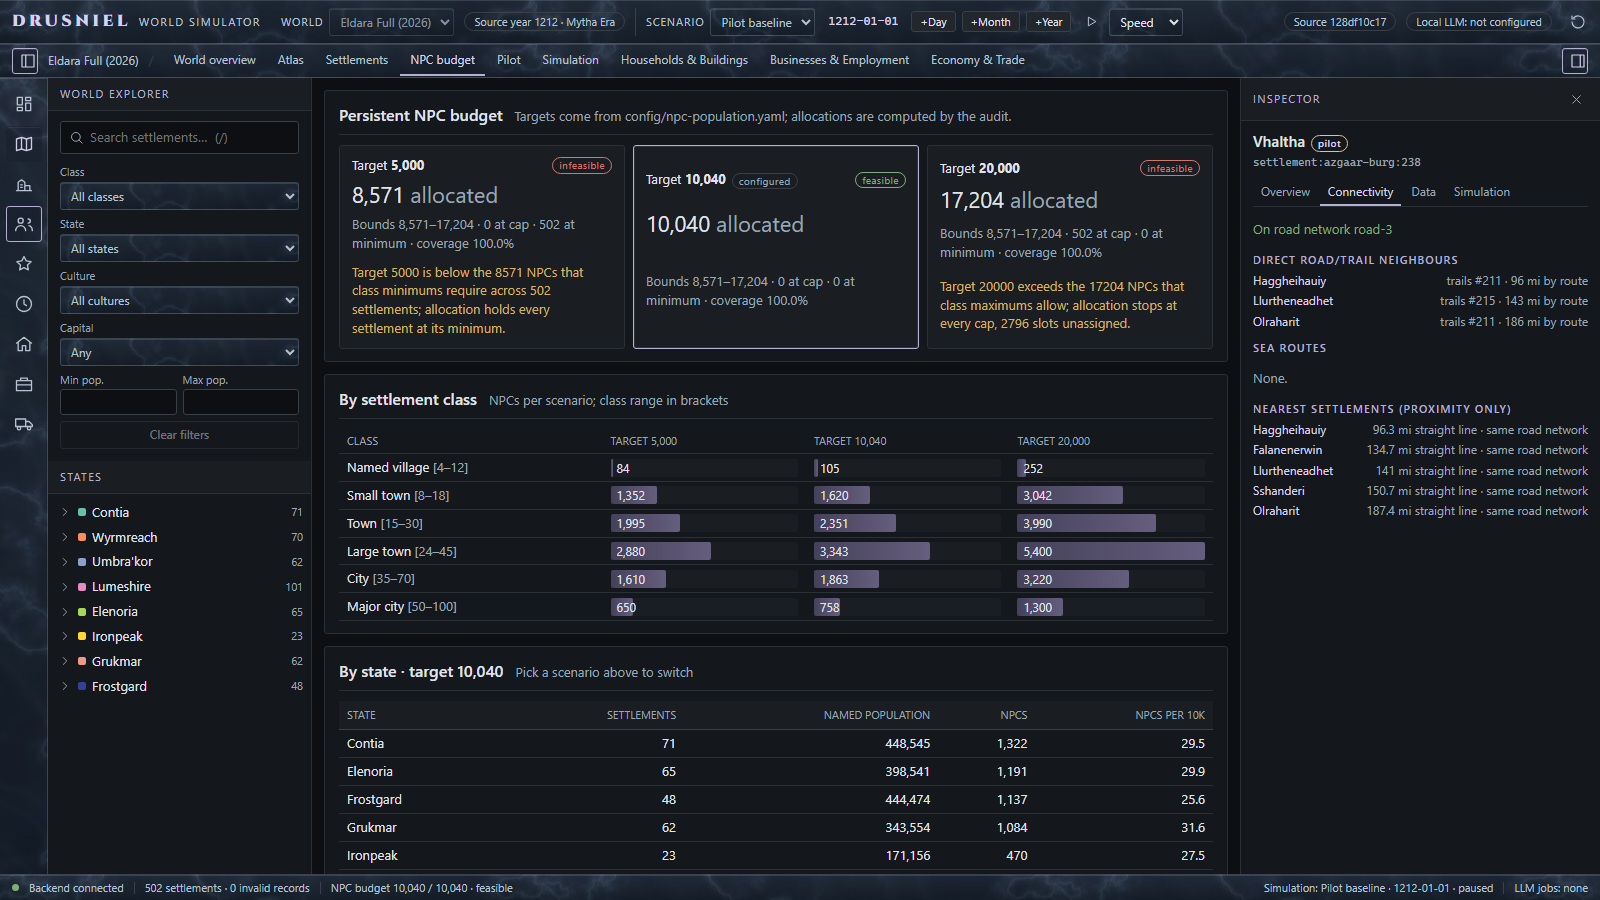 DRUSNIEL WORLD SIMULATOR WORLD Eldara Full (2026) Source year 1212 · Mytha Era SCENARIO Pilot baseline 1212-01-01 +Day +Month +Year Speed Source 128df10c17 Local LLM: not configured
Eldara Full (2026) / World overview Atlas Settlements NPC budget Pilot Simulation Households & Buildings Businesses & Employment Economy & Trade
WORLD EXPLORER
Search settlements... (/)
Class
All classes
State
All states
Culture
All cultures
Capital
Any
Min pop. Max pop.
Clear filters
STATES
Contia 71
Wyrmreach 70
Umbra'kor 62
Lumeshire 101
Elenoria 65
Ironpeak 23
Grukmar 62
Frostgard 48
Persistent NPC budget Targets come from config/npc-population.yaml; allocations are computed by the audit.
Target 5,000 infeasible
8,571 allocated
Bounds 8,571–17,204 · 0 at cap · 502 at
minimum · coverage 100.0%
Target 5000 is below the 8571 NPCs that
class minimums require across 502
settlements; allocation holds every
settlement at its minimum.
Target 10,040 configured feasible
10,040 allocated
Bounds 8,571–17,204 · 0 at cap · 0 at
minimum · coverage 100.0%
Target 20,000 infeasible
17,204 allocated
Bounds 8,571–17,204 · 502 at cap · 0 at
minimum · coverage 100.0%
Target 20000 exceeds the 17204 NPCs that
class maximums allow; allocation stops at
every cap, 2796 slots unassigned.
By settlement class NPCs per scenario; class range in brackets
CLASS TARGET 5,000 TARGET 10,040 TARGET 20,000
Named village [4–12] 84 105 252
Small town [8–18] 1,352 1,620 3,042
Town [15–30] 1,995 2,351 3,990
Large town [24–45] 2,880 3,343 5,400
City [35–70] 1,610 1,863 3,220
Major city [50–100] 650 758 1,300
By state · target 10,040 Pick a scenario above to switch
STATE SETTLEMENTS NAMED POPULATION NPCS NPCS PER 10K
Contia 71 448,545 1,322 29.5
Elenoria 65 398,541 1,191 29.9
Frostgard 48 444,474 1,137 25.6
Grukmar 62 343,554 1,084 31.6
Ironpeak 23 171,156 470 27.5
INSPECTOR
Vhaltha pilot
settlement:azgaar-burg:238
Overview Connectivity Data Simulation
On road network road-3
DIRECT ROAD/TRAIL NEIGHBOURS
Haggheihauiy trails #211 · 96 mi by route
Llurtheneadhet trails #215 · 143 mi by route
Olraharit trails #211 · 186 mi by route
SEA ROUTES
None.
NEAREST SETTLEMENTS (PROXIMITY ONLY)
Haggheihauiy 96.3 mi straight line · same road network
Falanenerwin 134.7 mi straight line · same road network
Llurtheneadhet 141 mi straight line · same road network
Sshanderi 150.7 mi straight line · same road network
Olraharit 187.4 mi straight line · same road network
Backend connected 502 settlements · 0 invalid records NPC budget 10,040 / 10,040 · feasible Simulation: Pilot baseline · 1212-01-01 · paused LLM jobs: none